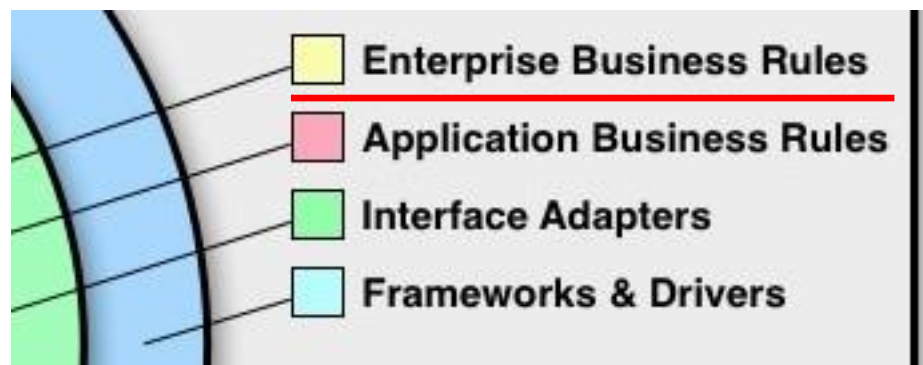 Enterprise Business Rules
Application Business Rules
Interface Adapters
Frameworks & Drivers